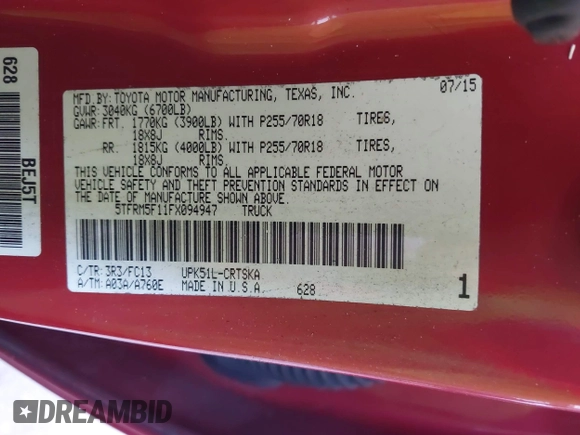 628
BEJ5T
MFD.BY: TOYOTA MOTOR MANUFACTURING, TEXAS, INC. 07/15
GVWR: 3040KG (6700LB)
GAWR: FRT. 1770KG (3900LB) WITH P255/70R18 TIRES,
18X8J RIMS.
RR. 1815KG (4000LB) WITH P255/70R18 TIRES,
18X8J RIMS.
THIS VEHICLE CONFORMS TO ALL APPLICABLE FEDERAL MOTOR
VEHICLE SAFETY AND THEFT PREVENTION STANDARDS IN EFFECT ON
THE DATE OF MANUFACTURE SHOWN ABOVE.
5TFRM5F11FX094947 TRUCK
C/TR: 3R3/FC13 UPK51L-CRTSKA
A/TM: A03A/A760E MADE IN U.S.A. 628 1
DREAMBID